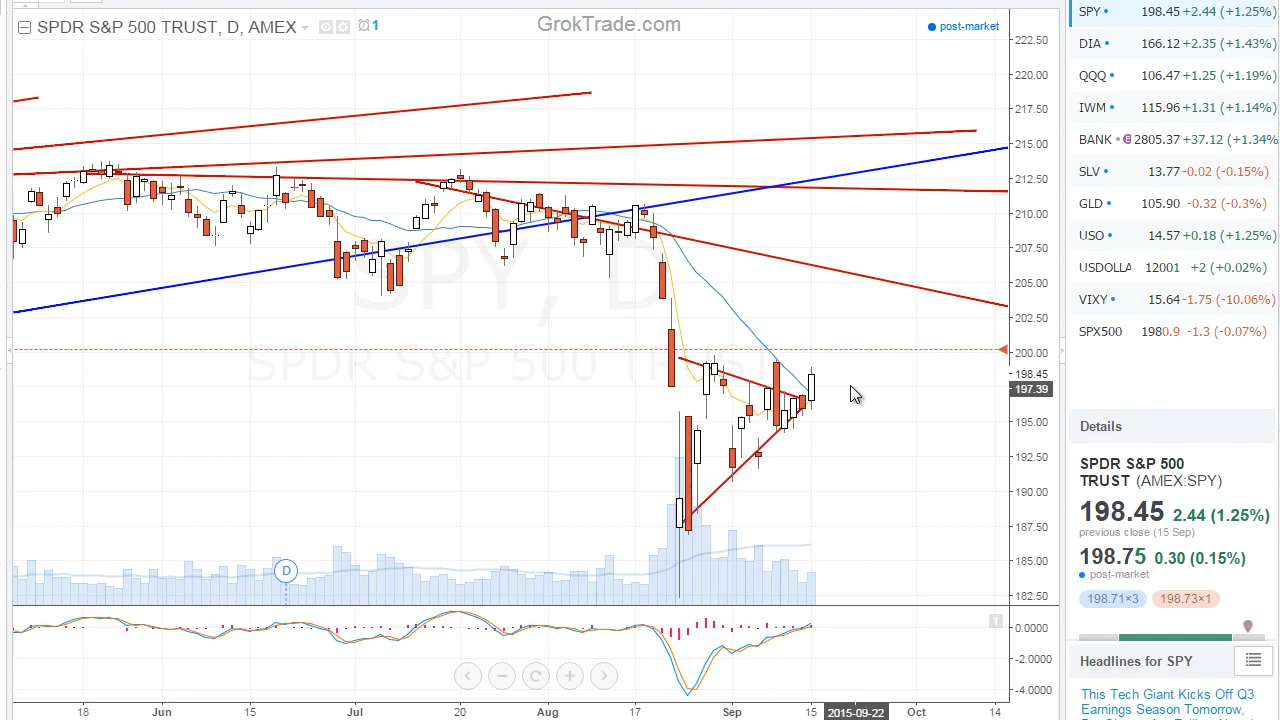 SPDR S&P 500 TRUST, D, AMEX
1
GrokTrade.com
post-market
SPY, D
SPDR S&P 500 TRUST
222.50
220.00
217.50
215.00
212.50
210.00
207.50
205.00
202.50
200.00
198.45
197.39
195.00
192.50
190.00
187.50
185.00
182.50
D
0.0000
-2.0000
-4.0000
18
Jun
15
Jul
20
Aug
17
Sep
15
2015-09-22
Oct
14
SPY 198.45 +2.44 (+1.25%)
DIA 166.12 +2.35 (+1.43%)
QQQ 106.47 +1.25 (+1.19%)
IWM 115.96 +1.31 (+1.14%)
BANK E 2805.37 +37.12 (+1.34%
SLV 13.77 -0.02 (-0.15%)
GLD 105.90 -0.32 (-0.3%)
USO 14.57 +0.18 (+1.25%)
USDOLLA 12001 +2 (+0.02%)
VIXY 15.64 -1.75 (-10.06%)
SPX500 1980.9 -1.3 (-0.07%)
Details
SPDR S&P 500
TRUST (AMEX:SPY)
198.45 2.44 (1.25%)
previous close (15 Sep)
198.75 0.30 (0.15%)
post-market
198.71×3 198.73×1
Headlines for SPY
This Tech Giant Kicks Off Q3
Earnings Season Tomorrow,